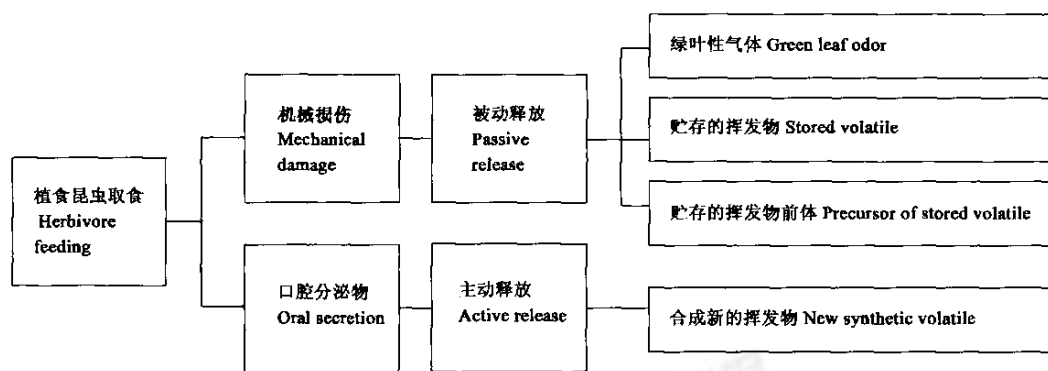 植食昆虫取食
Herbivore
feeding
机械损伤
Mechanical
damage
被动释放
Passive
release
绿叶性气体 Green leaf odor
贮存的挥发物 Stored volatile
贮存的挥发物前体 Precursor of stored volatile
口腔分泌物
Oral secretion
主动释放
Active release
合成新的挥发物 New synthetic volatile